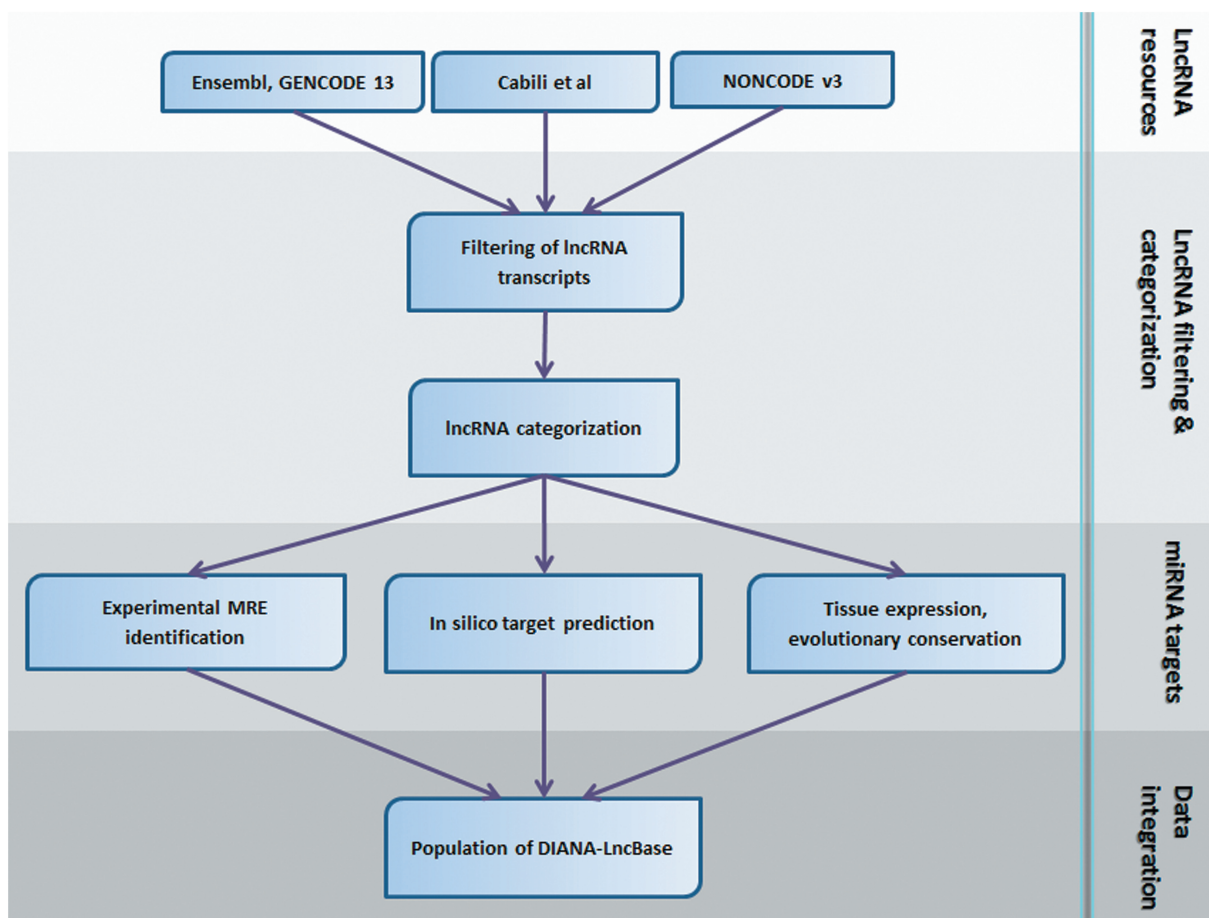 Ensembl, GENCODE 13
Cabili et al
NONCODE v3
LncRNA
resources
Filtering of lncRNA
transcripts
lncRNA categorization
LncRNA filtering &
categorization
Experimental MRE
identification
In silico target prediction
Tissue expression,
evolutionary conservation
miRNA targets
Population of DIANA-LncBase
Data
integration